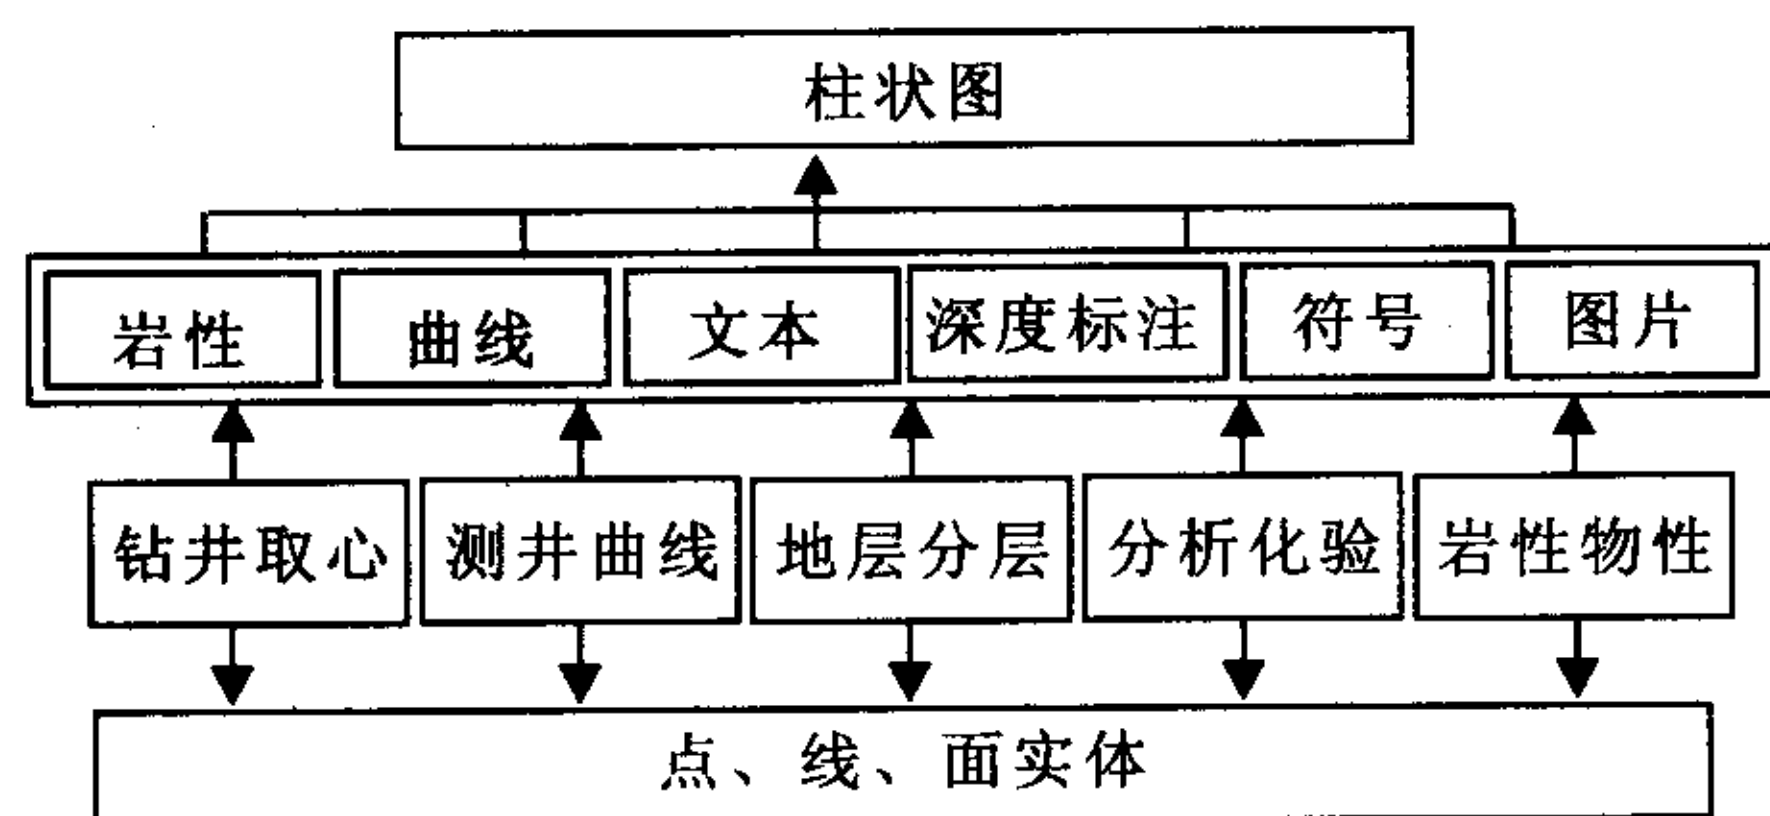 柱状图
岩性 曲线 文本 深度标注 符号 图片
钻井取心 测井曲线 地层分层 分析化验 岩性物性
点、线、面实体